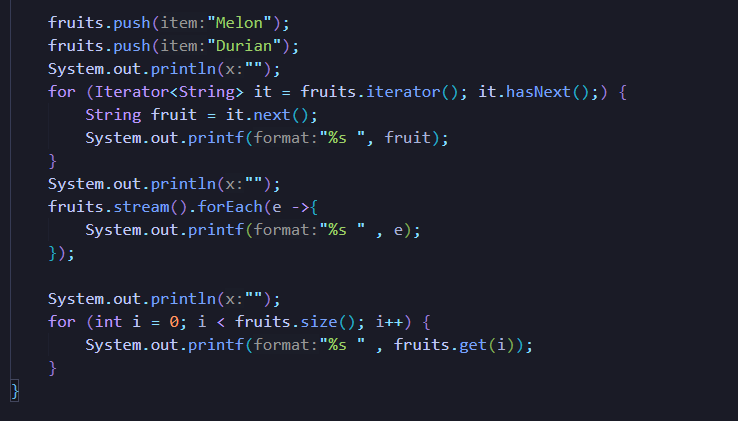 fruits.push(item:"Melon");
fruits.push(item:"Durian");
System.out.println(x:"");
for (Iterator<String> it = fruits.iterator(); it.hasNext();) {
String fruit = it.next();
System.out.printf(format:"%s ", fruit);
}
System.out.println(x:"");
fruits.stream().forEach(e ->{
System.out.printf(format:"%s " , e);
});
System.out.println(x:"");
for (int i = 0; i < fruits.size(); i++) {
System.out.printf(format:"%s " , fruits.get(i));
}
}